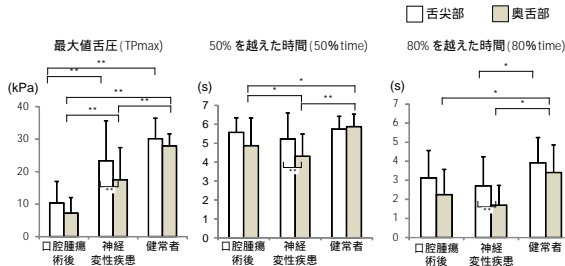 舌尖部 奥舌部
最大値舌圧 (TPmax)
(kPa)
40
30
20
10
0
** 
**
**
**
**
**
口腔腫瘍術後
神経変性疾患
健常者
50% を越えた時間 (50% time)
(s)
7
6
5
4
3
2
1
0
*
*
**
**
口腔腫瘍術後
神経変性疾患
健常者
80% を越えた時間 (80% time)
(s)
7
6
5
4
3
2
1
0
*
*
*
**
口腔腫瘍術後
神経変性疾患
健常者